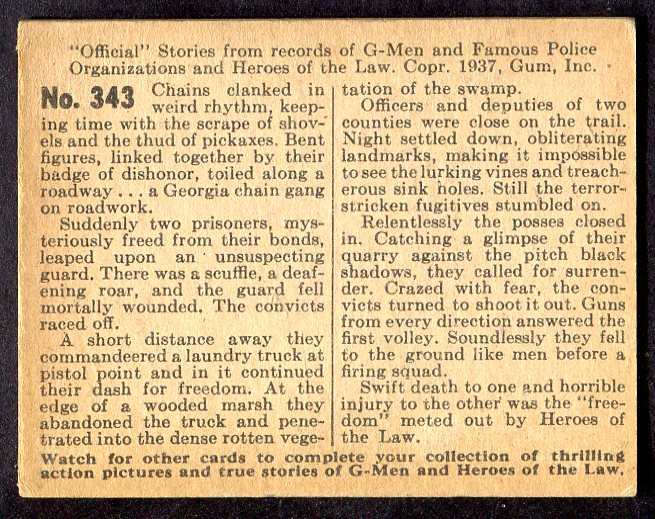 "Official" Stories from records of G-Men and Famous Police
Organizations and Heroes of the Law. Copr. 1937, Gum, Inc.
No. 343 Chains clanked in
weird rhythm, keep-
ing time with the scrape of shov-
els and the thud of pickaxes. Bent
figures, linked together by their
badge of dishonor, toiled along a
roadway . . . a Georgia chain gang
on roadwork.
Suddenly two prisoners, mys-
teriously freed from their bonds,
leaped upon an unsuspecting
guard. There was a scuffle, a deaf-
ening roar, and the guard fell
mortally wounded. The convicts
raced off.
A short distance away they
commandeered a laundry truck at
pistol point and in it continued
their dash for freedom. At the
edge of a wooded marsh they
abandoned the truck and pene-
trated into the dense rotten vege-
tation of the swamp.
Officers and deputies of two
counties were close on the trail.
Night settled down, obliterating
landmarks, making it impossible
to see the lurking vines and treach-
erous sink holes. Still the terror-
stricken fugitives stumbled on.
Relentlessly the posses closed
in. Catching a glimpse of their
quarry against the pitch black
shadows, they called for surren-
der. Crazed with fear, the con-
victs turned to shoot it out. Guns
from every direction answered the
first volley. Soundlessly they fell
to the ground like men before a
firing squad.
Swift death to one and horrible
injury to the other was the "free-
dom" meted out by Heroes of
the Law.
Watch for other cards to complete your collection of thrilling
action pictures and true stories of G-Men and Heroes of the Law.